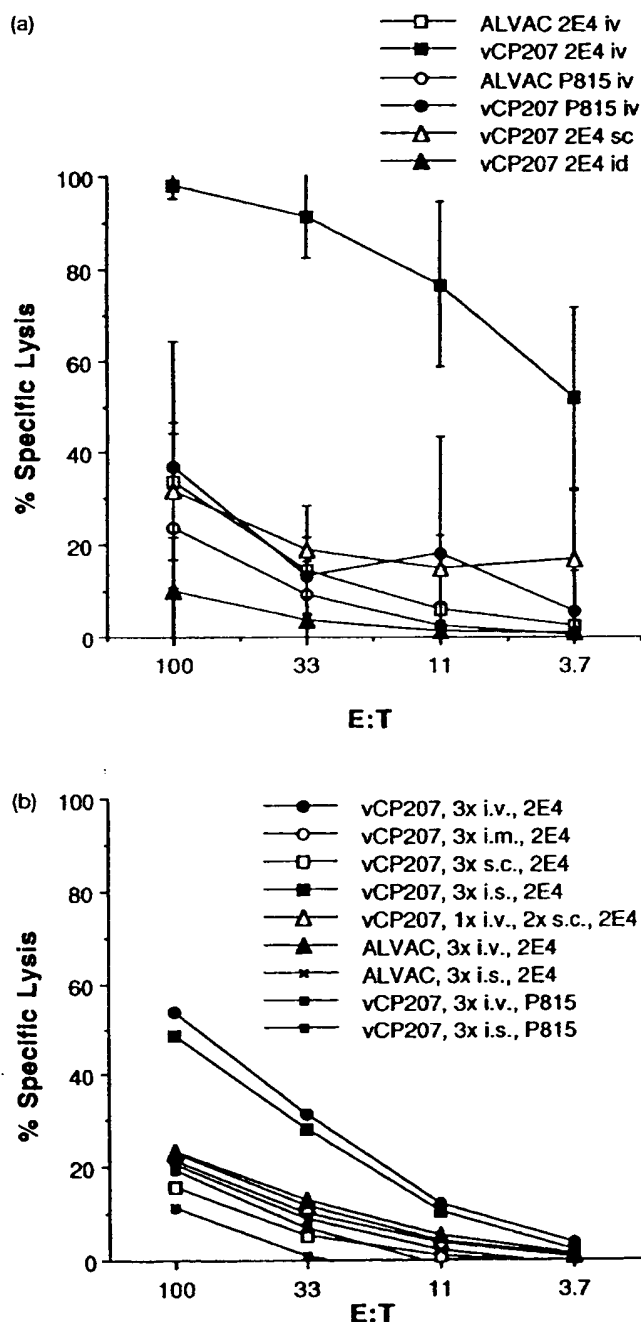 (a)
ALVAC 2E4 iv
vCP207 2E4 iv
ALVAC P815 iv
vCP207 P815 iv
vCP207 2E4 sc
vCP207 2E4 id
100
80
60
40
20
0
% Specific Lysis
100 33 11 3.7
E:T
(b)
vCP207, 3x i.v., 2E4
vCP207, 3x i.m., 2E4
vCP207, 3x s.c., 2E4
vCP207, 3x i.s., 2E4
vCP207, 1x i.v., 2x s.c., 2E4
ALVAC, 3x i.v., 2E4
ALVAC, 3x i.s., 2E4
vCP207, 3x i.v., P815
vCP207, 3x i.s., P815
100
80
60
40
20
0
% Specific Lysis
100 33 11 3.7
E:T